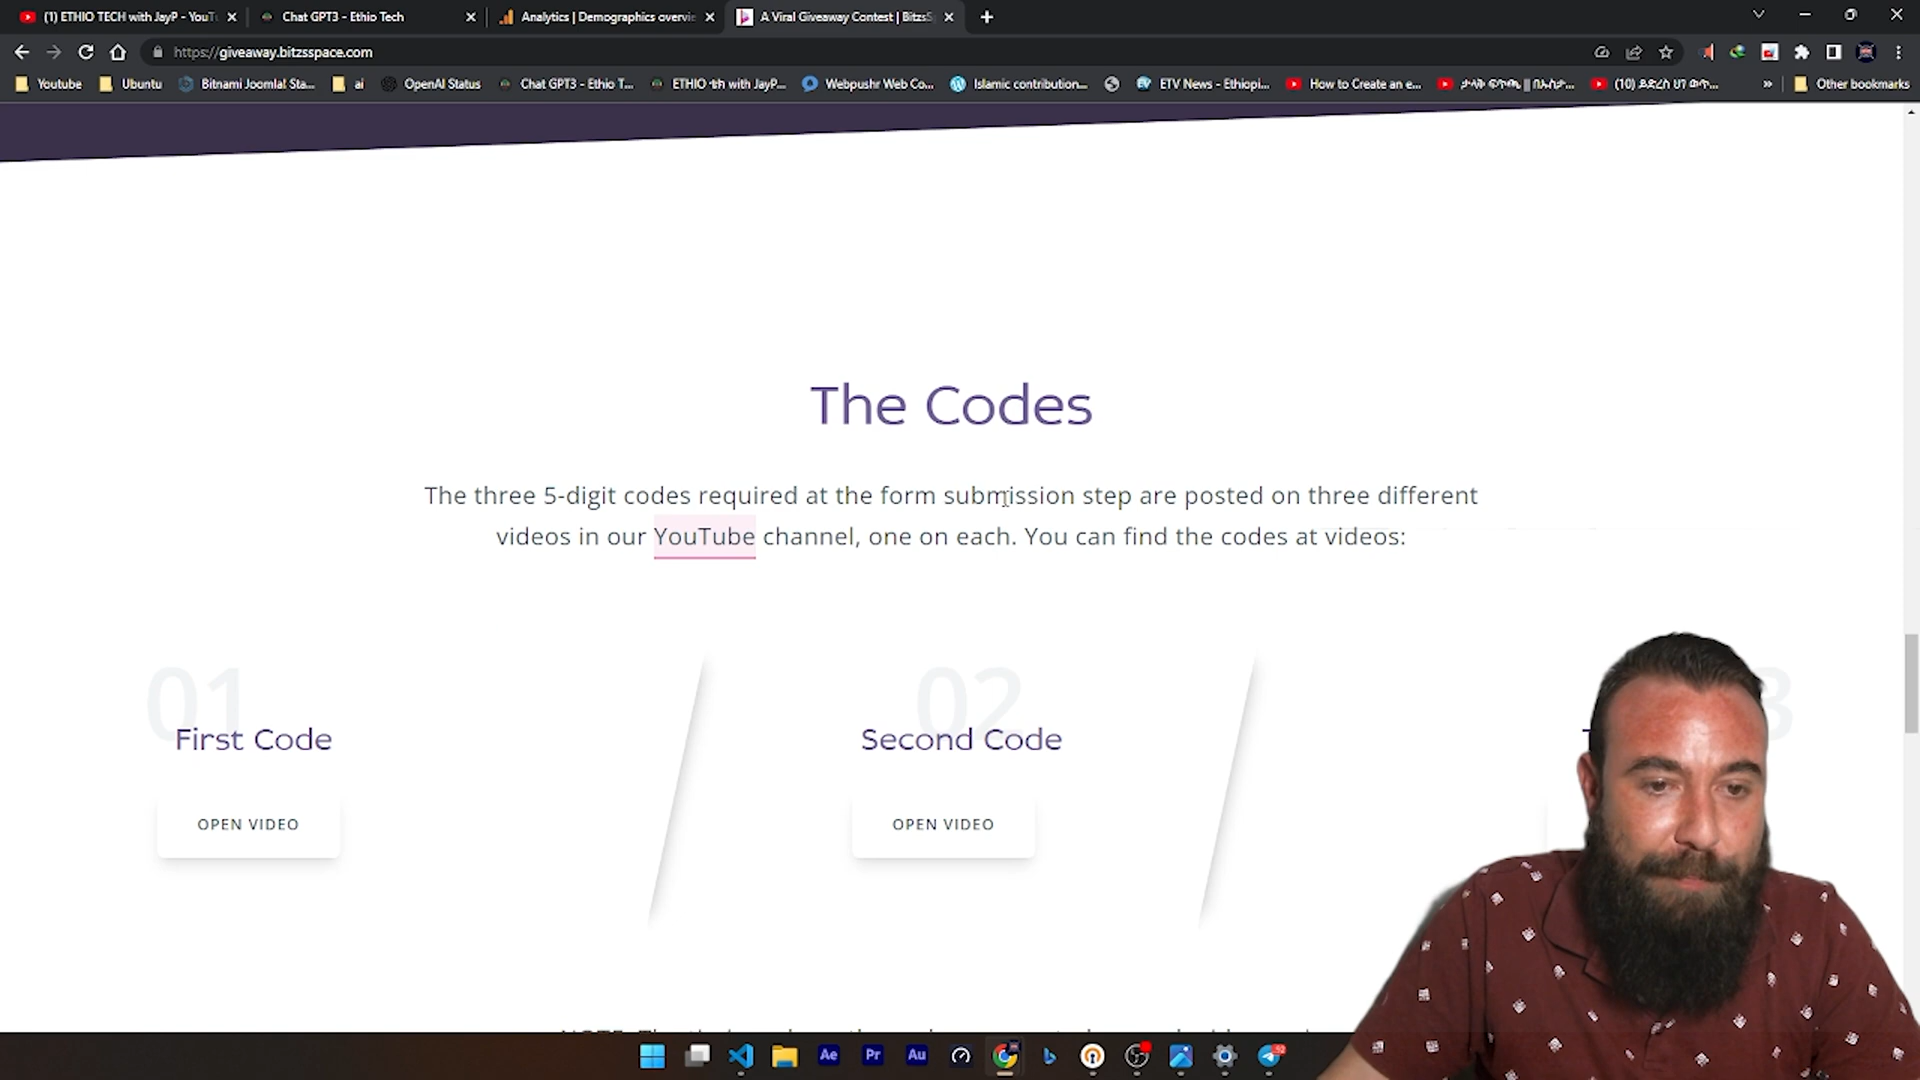 (1) ETHIO TECH with JayP - YouT
Chat GPT3 - Ethio Tech
Analytics | Demographics overvi
A Viral Giveaway Contest | BitzsS
https://giveaway.bitzsspace.com
Youtube
Ubuntu
Bitnami Joomla! Sta...
ai
OpenAI Status
Chat GPT3 - Ethio T...
ETHIO ቴክ with JayP...
Webpushr Web Co...
Islamic contribution...
ETV News - Ethiopi...
How to Create an e...
Other bookmarks
The Codes
The three 5-digit codes required at the form submission step are posted on three different
videos in our YouTube channel, one on each. You can find the codes at videos:
01
First Code
OPEN VIDEO
02
Second Code
OPEN VIDEO
3
Ae
Pr
Au